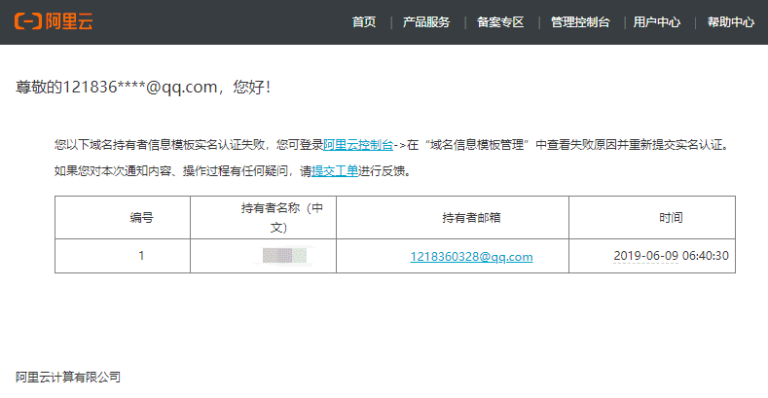 阿里云 首页 | 产品服务 | 备案专区 | 管理控制台 | 用户中心 | 帮助中心
尊敬的121836****@qq.com，您好！
您以下域名持有者信息模板实名认证失败，您可登录阿里云控制台->在“域名信息模板管理”中查看失败原因并重新提交实名认证。
如果您对本次通知内容、操作过程有任何疑问，请提交工单进行反馈。
编号 持有者名称（中文） 持有者邮箱 时间
1 1218360328@qq.com 2019-06-09 06:40:30
阿里云计算有限公司